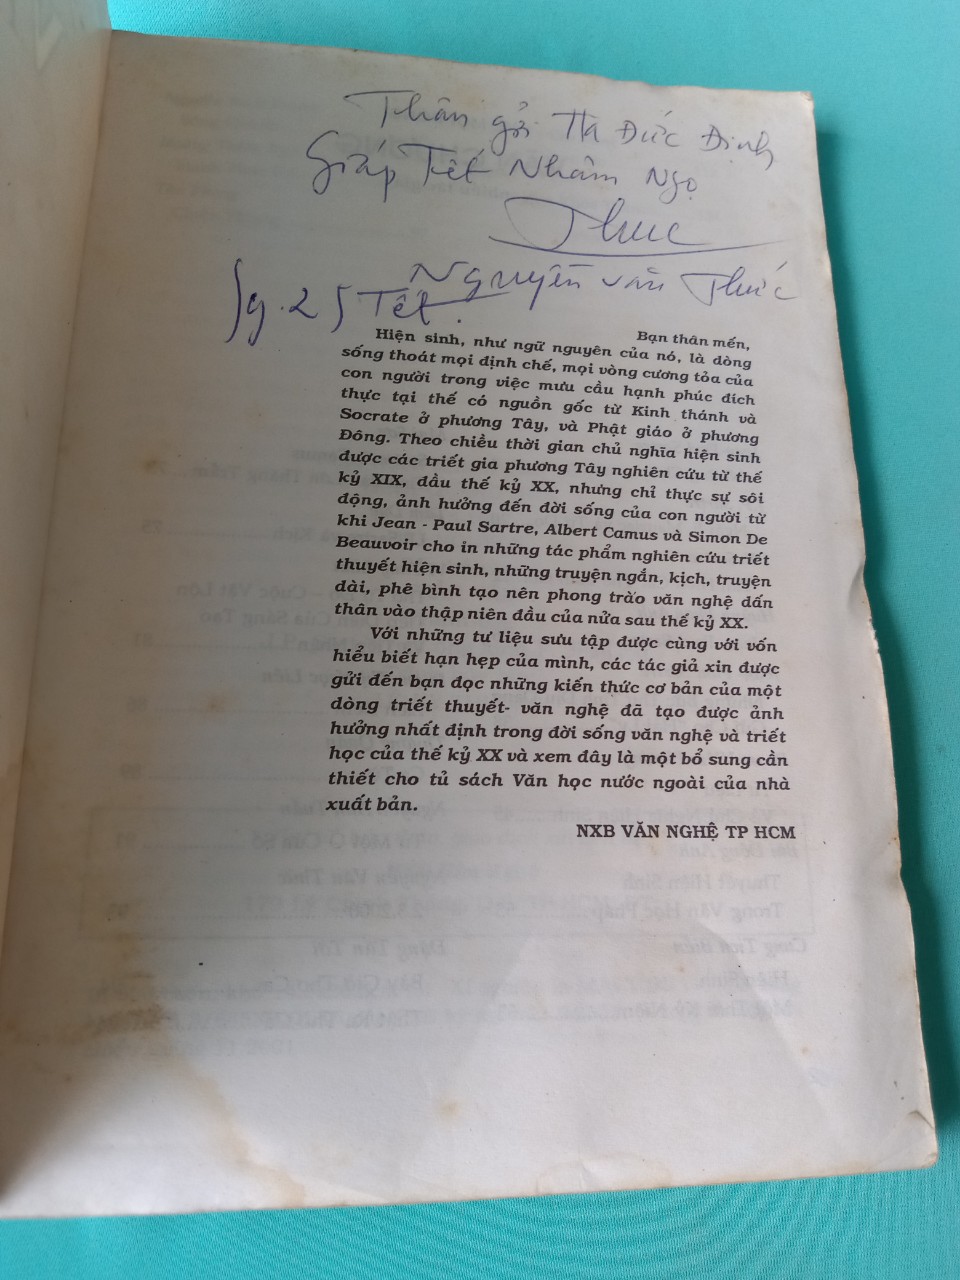 Thân gởi Hà Đức Định
Giáp Tết Nhâm Ngọ
Thuc
Nguyễn Văn Thức
Sg. 25 Tết.
Bạn thân mến,
Hiện sinh, như ngữ nguyên của nó, là dòng
sống thoát mọi định chế, mọi vòng cương tỏa của
con người trong việc mưu cầu hạnh phúc đích
thực tại thế có nguồn gốc từ Kinh thánh và
Socrate ở phương Tây, và Phật giáo ở phương
Đông. Theo chiều thời gian chủ nghĩa hiện sinh
được các triết gia phương Tây nghiên cứu từ thế
kỷ XIX, đầu thế kỷ XX, nhưng chỉ thực sự sôi
động, ảnh hưởng đến đời sống của con người từ
khi Jean - Paul Sartre, Albert Camus và Simon De
Beauvoir cho in những tác phẩm nghiên cứu triết
thuyết hiện sinh, những truyện ngắn, kịch, truyện
dài, phê bình tạo nên phong trào văn nghệ dấn
thân vào thập niên đầu của nửa sau thế kỷ XX.
Với những tư liệu sưu tập được cùng với vốn
hiểu biết hạn hẹp của mình, các tác giả xin được
gửi đến bạn đọc những kiến thức cơ bản của một
dòng triết thuyết- văn nghệ đã tạo được ảnh
hưởng nhất định trong đời sống văn nghệ và triết
học của thế kỷ XX và xem đây là một bổ sung cần
thiết cho tủ sách Văn học nước ngoài của nhà
xuất bản.
NXB VĂN NGHỆ TP HCM